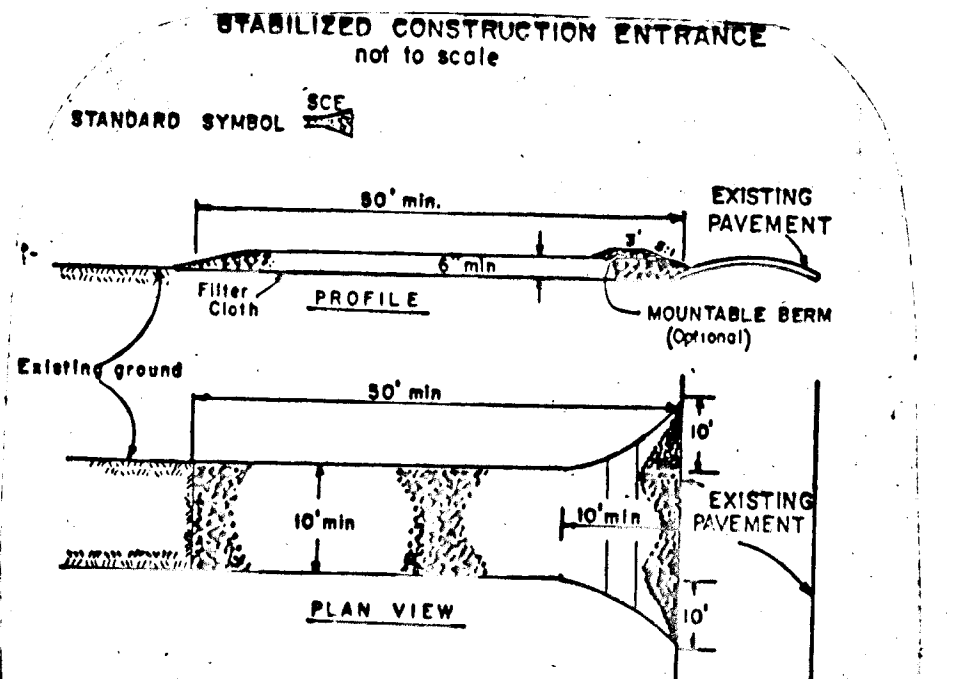 STABILIZED CONSTRUCTION ENTRANCE
not to scale
SCE
STANDARD SYMBOL
50' min.
EXISTING
PAVEMENT
3'
6" min
Filter
Cloth
PROFILE
MOUNTABLE BERM
(Optional)
Existing ground
50' min
10'
10' min
10' min
EXISTING
PAVEMENT
10'
PLAN VIEW